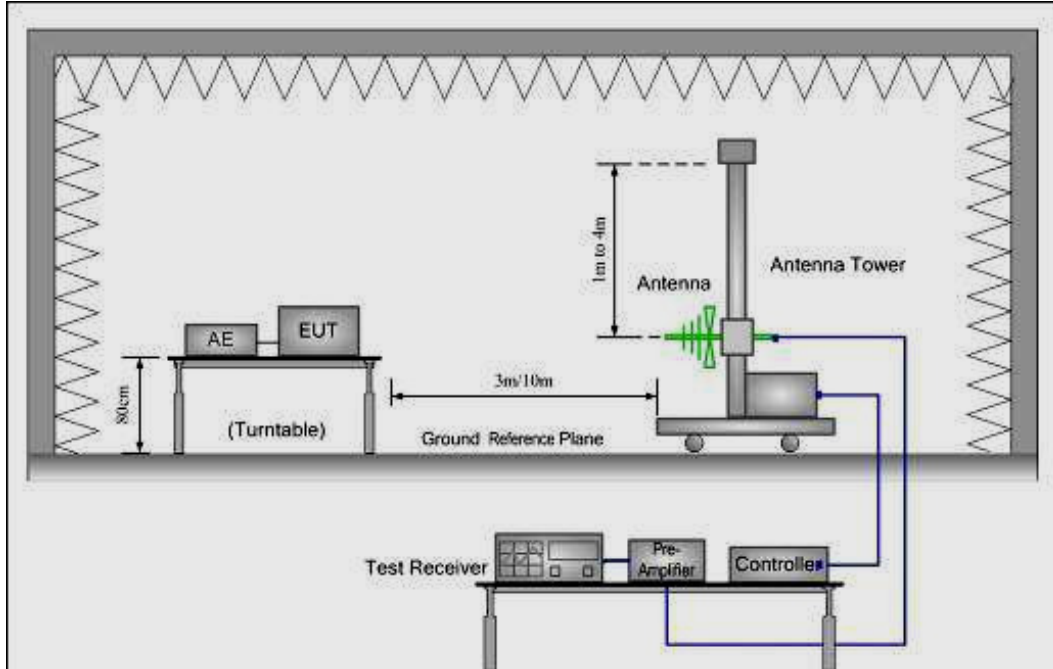 1m to 4m
Antenna
Antenna Tower
AE
EUT
80cm
3m/10m
(Turntable)
Ground Reference Plane
Test Receiver
Pre-
Amplifier
Controller